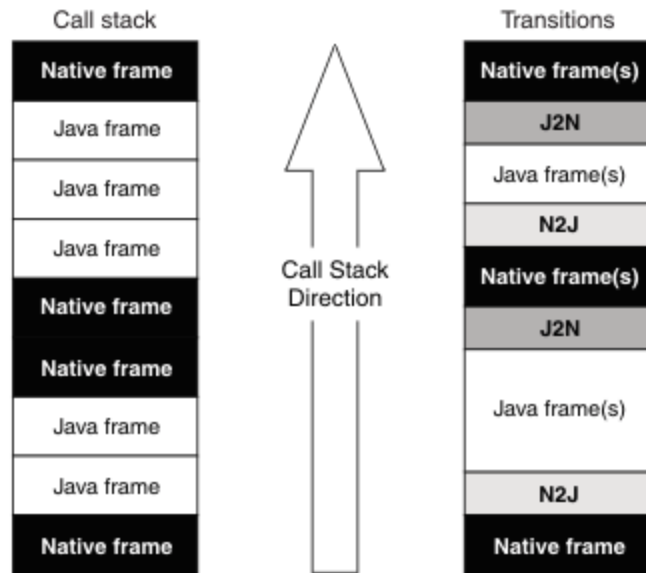 Call stack
Native frame
Java frame
Java frame
Java frame
Native frame
Native frame
Java frame
Java frame
Native frame
Call Stack
Direction
Transitions
Native frame(s)
J2N
Java frame(s)
N2J
Native frame(s)
J2N
Java frame(s)
N2J
Native frame